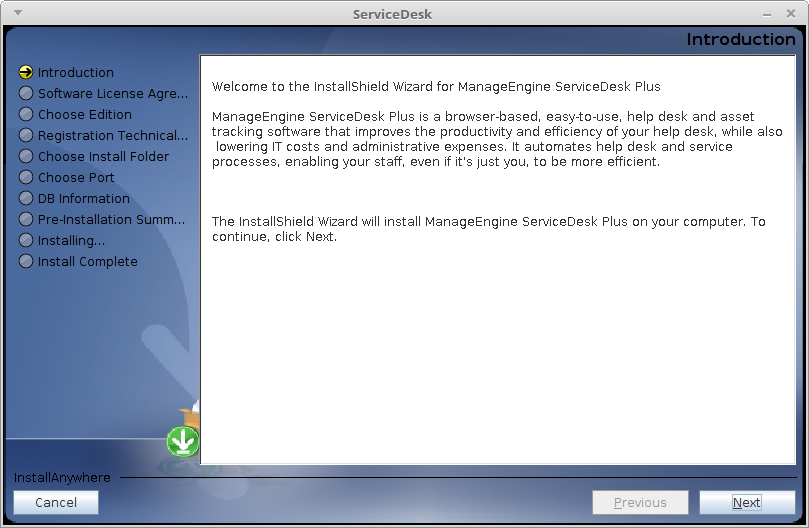 ServiceDesk
Introduction
Introduction
Software License Agre...
Choose Edition
Registration Technical...
Choose Install Folder
Choose Port
DB Information
Pre-Installation Summ...
Installing...
Install Complete
Welcome to the InstallShield Wizard for ManageEngine ServiceDesk Plus
ManageEngine ServiceDesk Plus is a browser-based, easy-to-use, help desk and asset
tracking software that improves the productivity and efficiency of your help desk, while also
lowering IT costs and administrative expenses. It automates help desk and service
processes, enabling your staff, even if it's just you, to be more efficient.
The InstallShield Wizard will install ManageEngine ServiceDesk Plus on your computer. To
continue, click Next.
InstallAnywhere
Cancel
Previous
Next